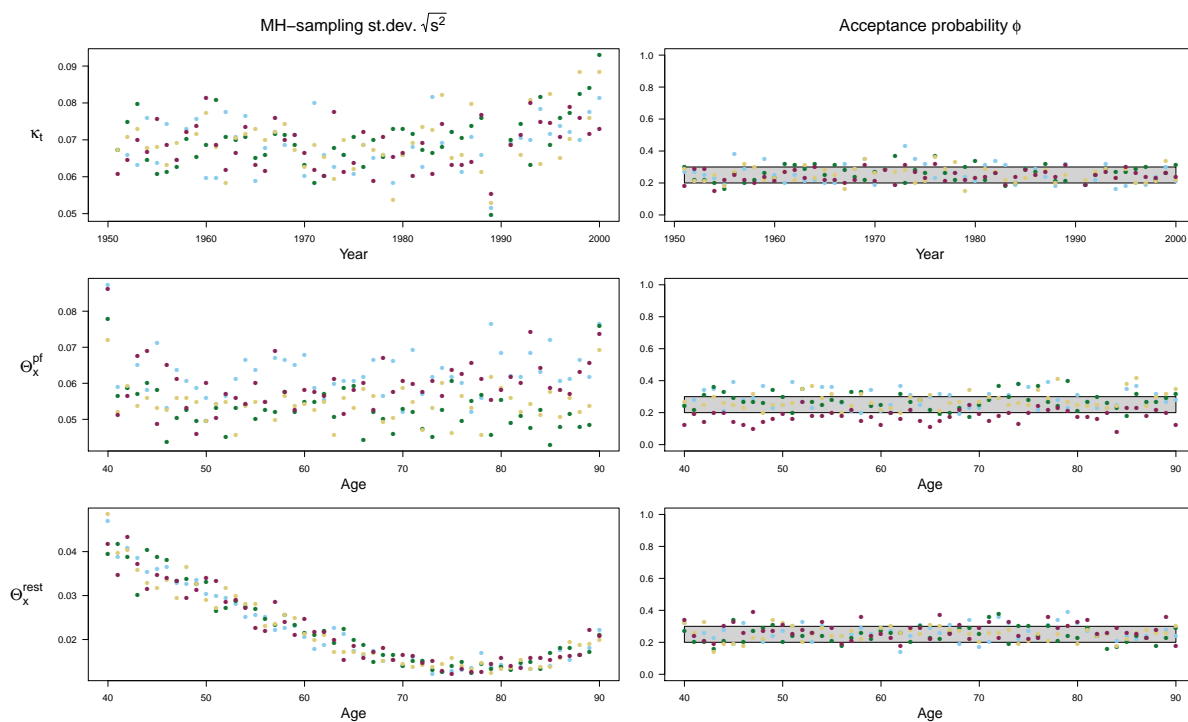 MH−sampling st.dev. √s² Acceptance probability ϕ
κt
0.09
0.08
0.07
0.06
0.05
1950 1960 1970 1980 1990 2000
Year
1.0
0.8
0.6
0.4
0.2
0.0
1950 1960 1970 1980 1990 2000
Year
Θx^pf
0.08
0.07
0.06
0.05
40 50 60 70 80 90
Age
1.0
0.8
0.6
0.4
0.2
0.0
40 50 60 70 80 90
Age
Θx^rest
0.04
0.03
0.02
40 50 60 70 80 90
Age
1.0
0.8
0.6
0.4
0.2
0.0
40 50 60 70 80 90
Age